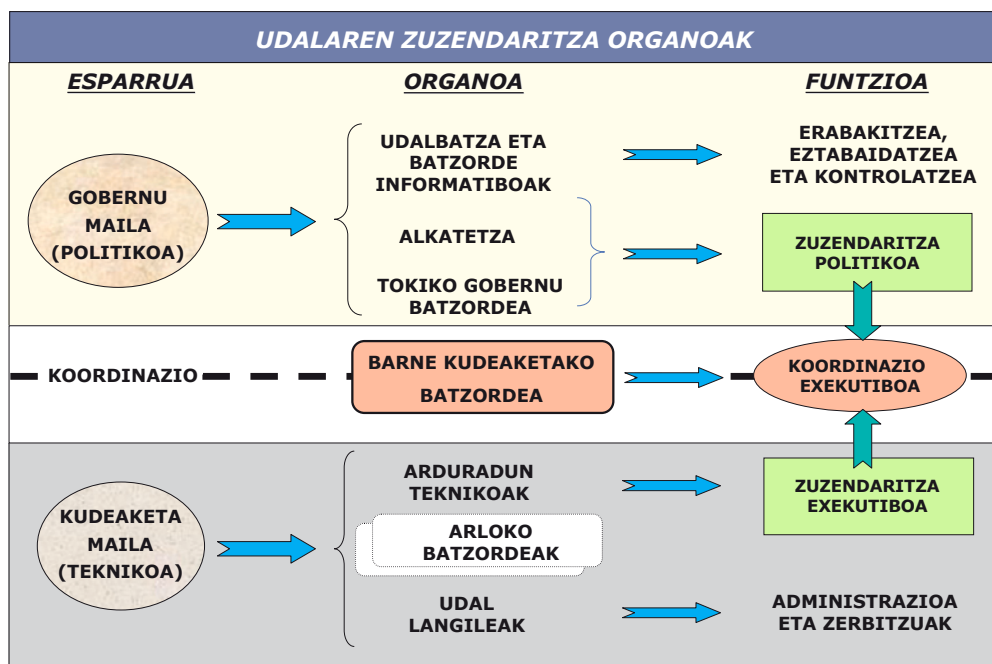 UDALAREN ZUZENDARITZA ORGANOAK
ESPARRUA
ORGANOA
FUNTZIOA
GOBERNU
MAILA
(POLITIKOA)
UDALBATZA ETA
BATZORDE
INFORMATIBOAK
ERABAKITZEA,
EZTABAIDATZEA
ETA KONTROLATZEA
ALKATETZA
TOKIKO GOBERNU
BATZORDEA
ZUZENDARITZA
POLITIKOA
KOORDINAZIO
BARNE KUDEAKETAKO
BATZORDEA
KOORDINAZIO
EXEKUTIBOA
KUDEAKETA
MAILA
(TEKNIKOA)
ARDURADUN
TEKNIKOAK
ZUZENDARITZA
EXEKUTIBOA
ARLOKO
BATZORDEAK
UDAL
LANGILEAK
ADMINISTRAZIOA
ETA ZERBITZUAK